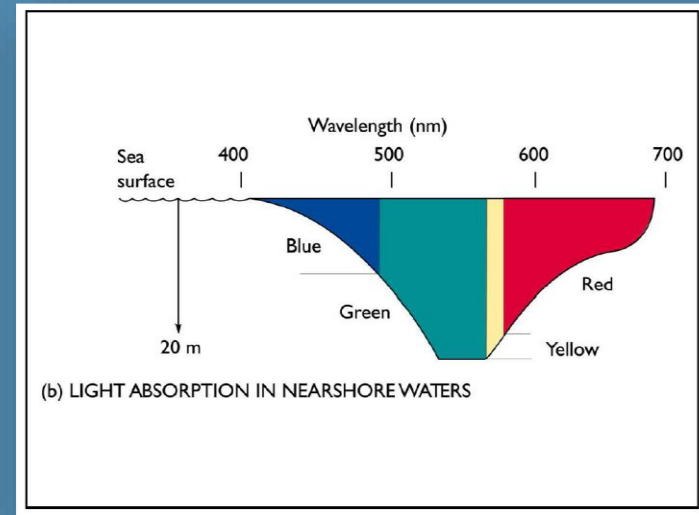 Wavelength (nm)
Sea
surface
400
500
600
700
Blue
Green
Red
Yellow
20 m
(b) LIGHT ABSORPTION IN NEARSHORE WATERS